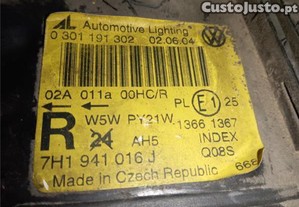 CustoJusto.pt
AL Automotive Lighting
0 301 191 302 02.06.04
02A 011a 00HC/R
PL E1 25
R W5W PY21W 1366 1367
24 AH5 INDEX
7H1 941 016 J Q08S
Made in Czech Republic 668